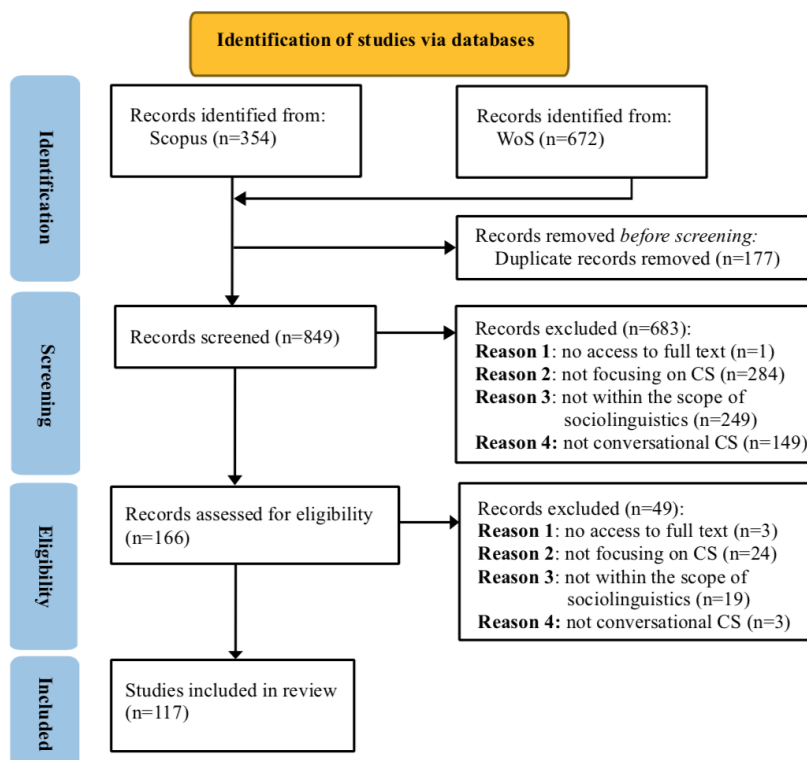 Identification of studies via databases
Identification
Records identified from:
Scopus (n=354)
Records identified from:
WoS (n=672)
Records removed before screening:
Duplicate records removed (n=177)
Screening
Records screened (n=849)
Records excluded (n=683):
Reason 1: no access to full text (n=1)
Reason 2: not focusing on CS (n=284)
Reason 3: not within the scope of
sociolinguistics (n=249)
Reason 4: not conversational CS (n=149)
Eligibility
Records assessed for eligibility
(n=166)
Records excluded (n=49):
Reason 1: no access to full text (n=3)
Reason 2: not focusing on CS (n=24)
Reason 3: not within the scope of
sociolinguistics (n=19)
Reason 4: not conversational CS (n=3)
Included
Studies included in review
(n=117)